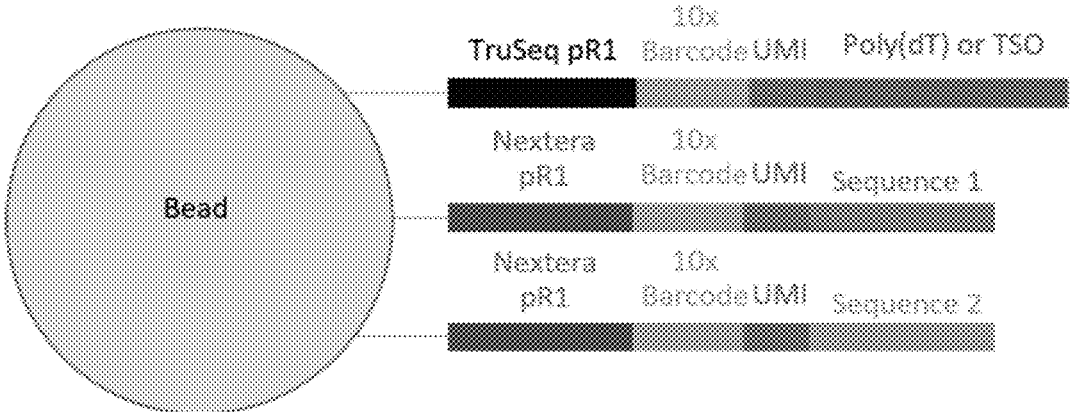 10x
TruSeq pR1 Barcode UMI Poly(dT) or TSO
Nextera 10x
pR1 Barcode UMI Sequence 1
Bead
Nextera 10x
pR1 Barcode UMI Sequence 2